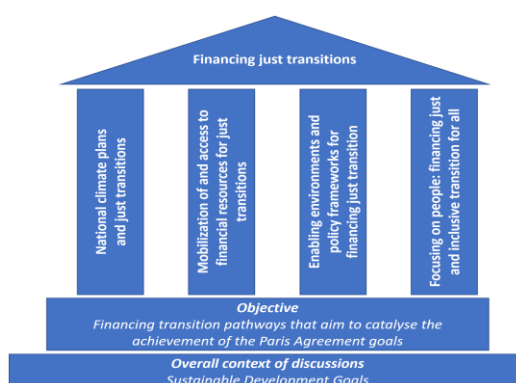 Financing just transitions
National climate plans
and just transitions
Mobilization of and access to
financial resources for just
transitions
Enabling environments and
policy frameworks for
financing just transition
Focusing on people: financing just
and inclusive transition for all
Objective
Financing transition pathways that aim to catalyse the
achievement of the Paris Agreement goals
Overall context of discussions
Sustainable Development Goals